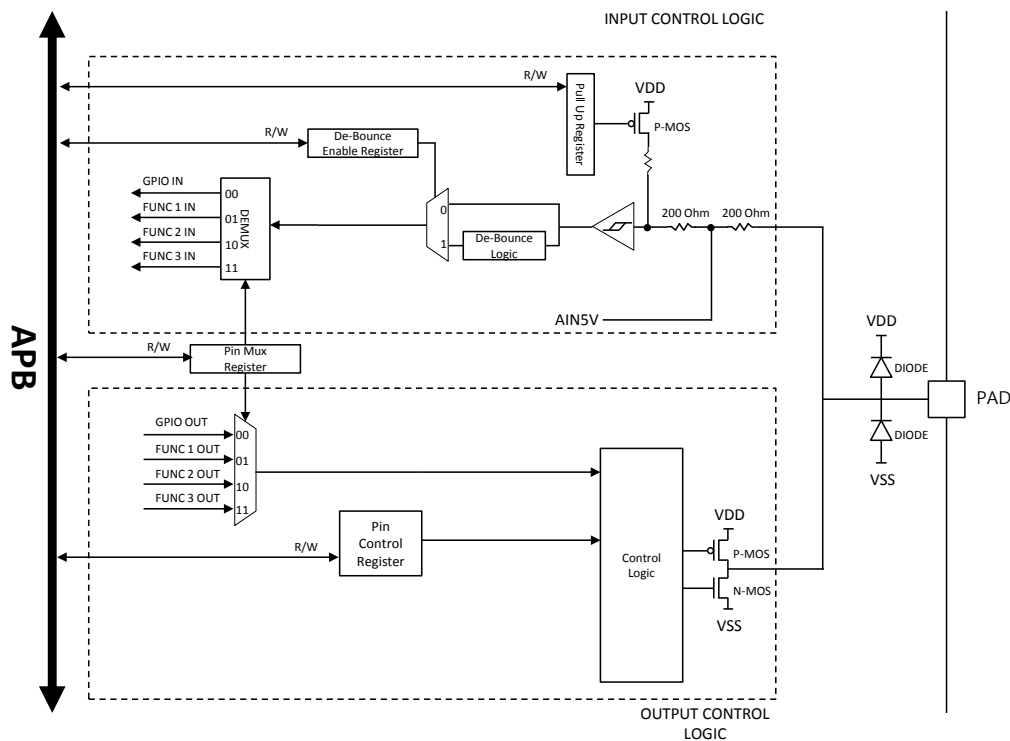 INPUT CONTROL LOGIC
R/W
Pull Up Register
VDD
P-MOS
R/W
De-Bounce
Enable Register
GPIO IN
FUNC 1 IN
FUNC 2 IN
FUNC 3 IN
00
01
10
11
DEMUX
0
1
De-Bounce
Logic
200 Ohm
200 Ohm
AIN5V
APB
R/W
Pin Mux
Register
VDD
DIODE
PAD
DIODE
VSS
GPIO OUT
FUNC 1 OUT
FUNC 2 OUT
FUNC 3 OUT
00
01
10
11
R/W
Pin
Control
Register
Control
Logic
VDD
P-MOS
N-MOS
VSS
OUTPUT CONTROL
LOGIC